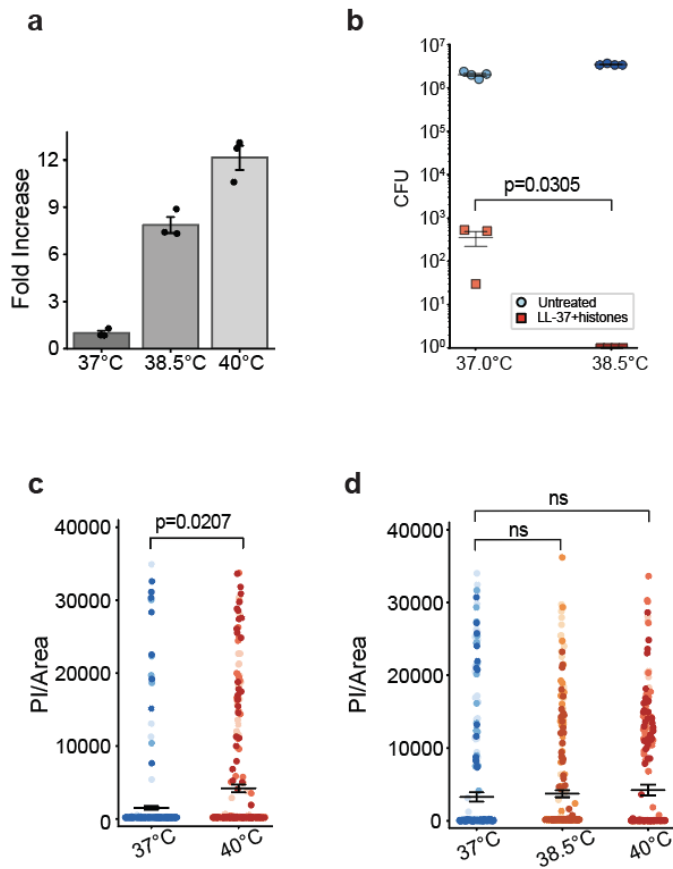 a
Fold Increase
12
9
6
3
0
37°C
38.5°C
40°C
b
CFU
10⁷
10⁶
10⁵
10⁴
10³
10²
10¹
10⁰
p=0.0305
Untreated
LL-37+histones
37.0°C
38.5°C
c
PI/Area
40000
30000
20000
10000
0
p=0.0207
37°C
40°C
d
PI/Area
40000
30000
20000
10000
0
ns
ns
37°C
38.5°C
40°C